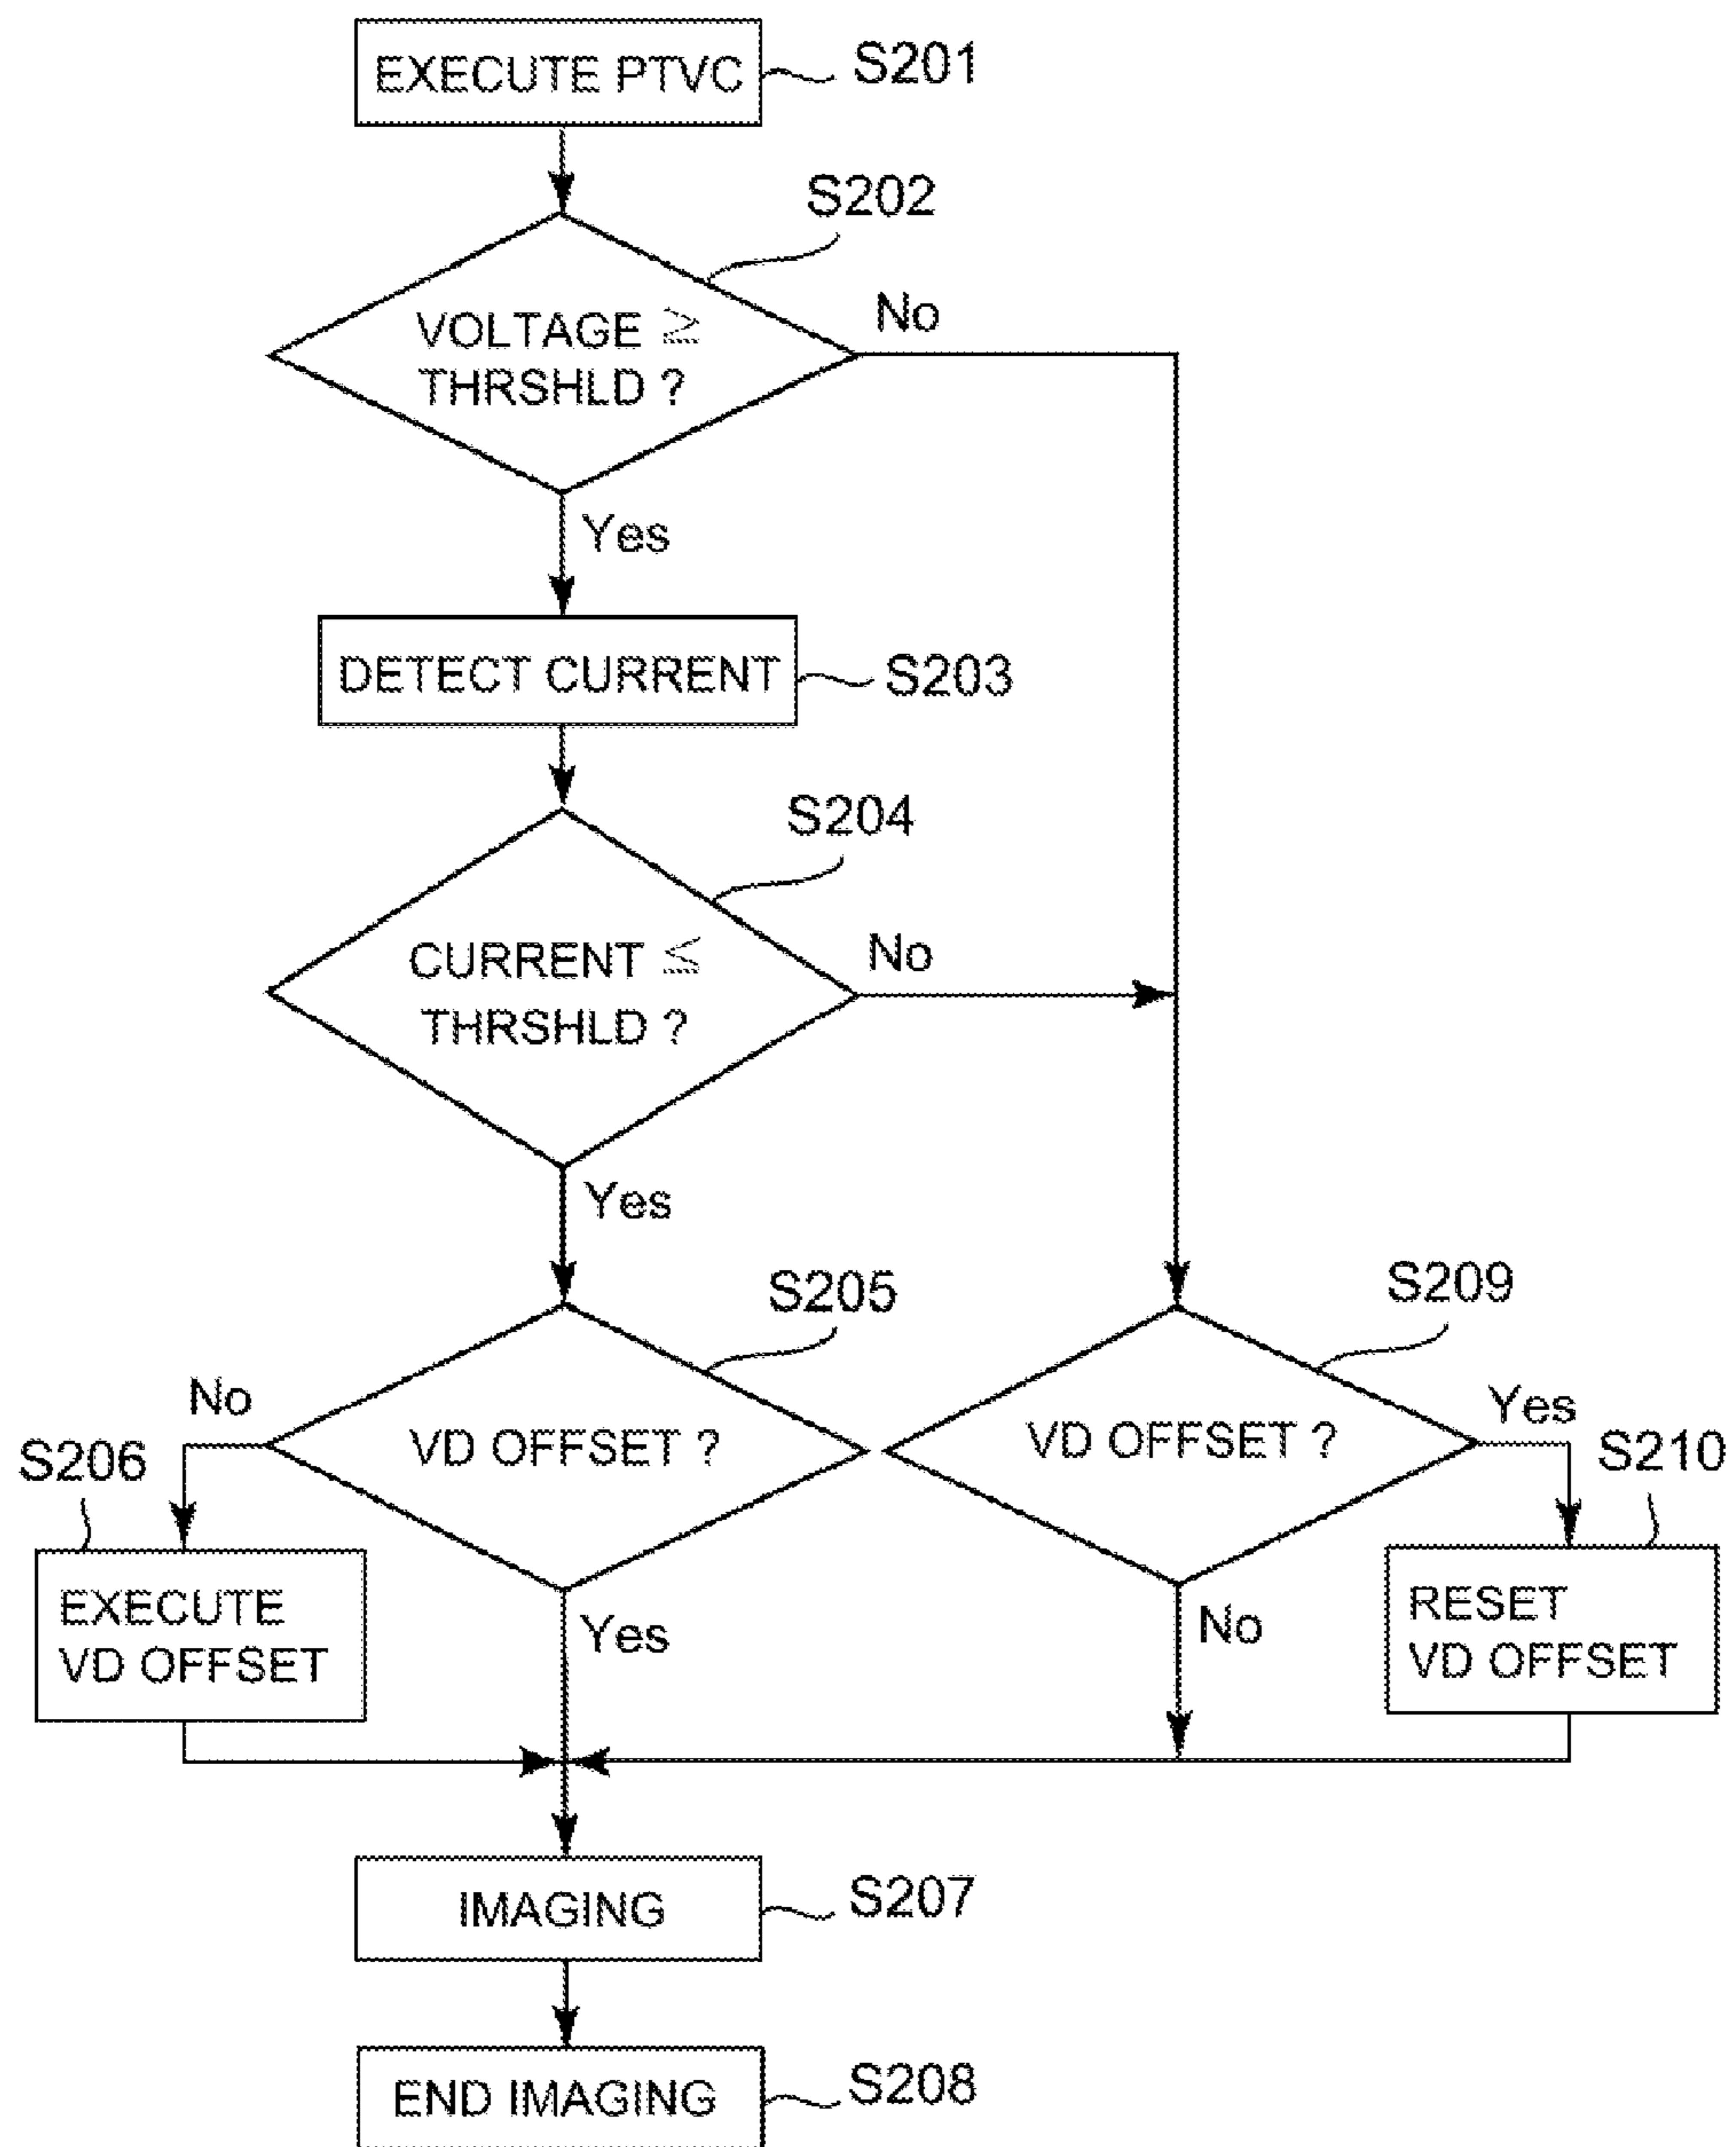 EXECUTE PTVC
S201
S202
VOLTAGE ≧
THRSHLD ?
No
Yes
DETECT CURRENT
S203
S204
CURRENT ≦
THRSHLD ?
No
Yes
S205
S209
No
VD OFFSET ?
VD OFFSET ?
Yes
S206
S210
EXECUTE
VD OFFSET
Yes
No
RESET
VD OFFSET
IMAGING
S207
END IMAGING
S208